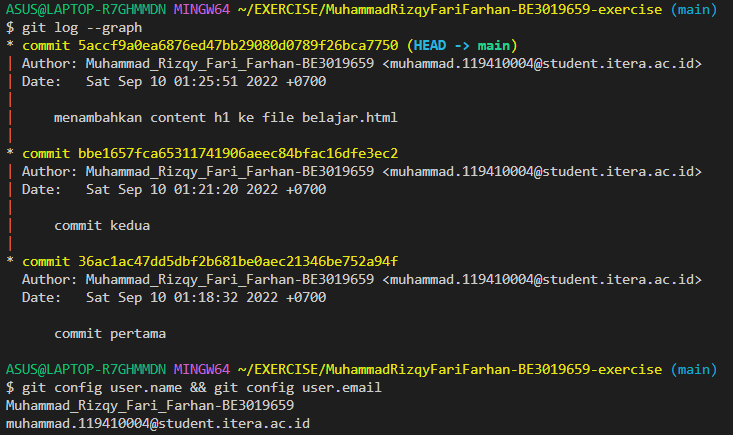 ASUS@LAPTOP-R7GHMMDN MINGW64 ~/EXERCISE/MuhammadRizqyFariFarhan-BE3019659-exercise (main)
$ git log --graph
* commit 5accf9a0ea6876ed47bb29080d0789f26bca7750 (HEAD -> main)
| Author: Muhammad_Rizqy_Fari_Farhan-BE3019659 <muhammad.119410004@student.itera.ac.id>
| Date:   Sat Sep 10 01:25:51 2022 +0700
|
|     menambahkan content h1 ke file belajar.html
|
* commit bbe1657fca65311741906aeec84bfac16dfe3ec2
| Author: Muhammad_Rizqy_Fari_Farhan-BE3019659 <muhammad.119410004@student.itera.ac.id>
| Date:   Sat Sep 10 01:21:20 2022 +0700
|
|     commit kedua
|
* commit 36ac1ac47dd5dbf2b681be0aec21346be752a94f
  Author: Muhammad_Rizqy_Fari_Farhan-BE3019659 <muhammad.119410004@student.itera.ac.id>
  Date:   Sat Sep 10 01:18:32 2022 +0700

      commit pertama

ASUS@LAPTOP-R7GHMMDN MINGW64 ~/EXERCISE/MuhammadRizqyFariFarhan-BE3019659-exercise (main)
$ git config user.name && git config user.email
Muhammad_Rizqy_Fari_Farhan-BE3019659
muhammad.119410004@student.itera.ac.id